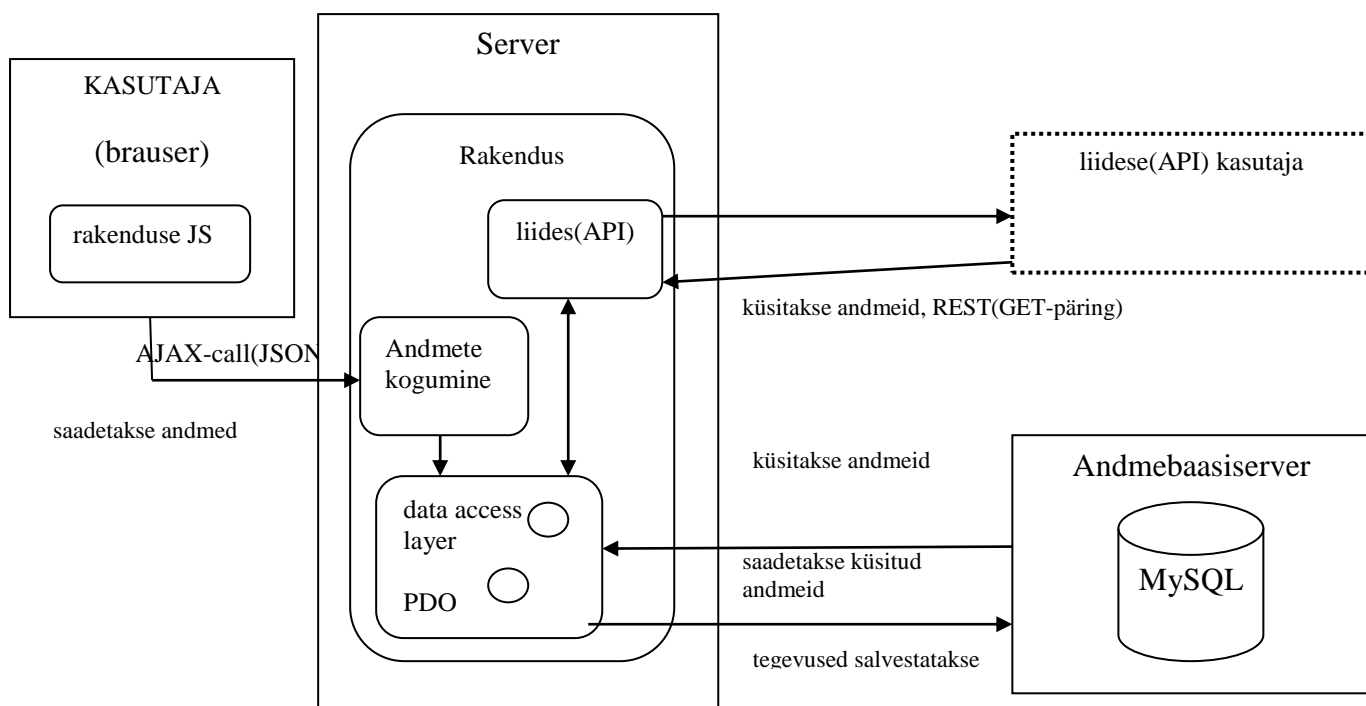 Server
KASUTAJA
(brauser)
rakenduse JS
Rakendus
liides(API)
liidese(API) kasutaja
küsitakse andmeid, REST(GET-päring)
AJAX-call(JSON
Andmete
kogumine
saadetakse andmed
küsitakse andmeid
Andmebaasiserver
data access
layer
PDO
saadetakse küsitud
andmeid
MySQL
tegevused salvestatakse